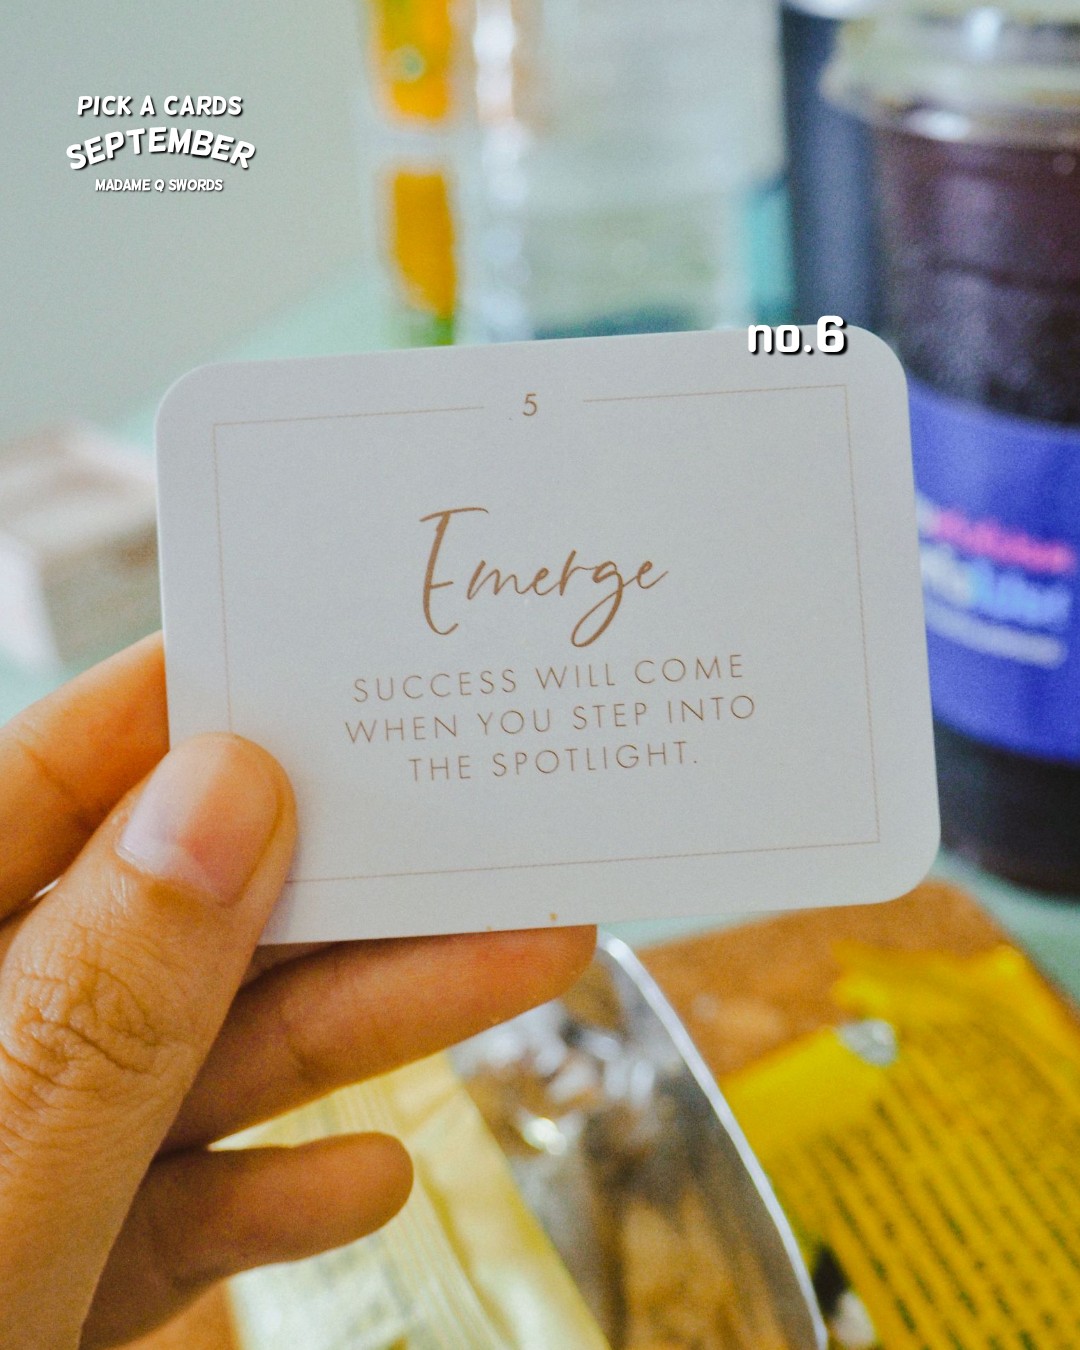 PICK A CARDS
SEPTEMBER
MADAME Q SWORDS
no.6
5
Emerge
SUCCESS WILL COME
WHEN YOU STEP INTO
THE SPOTLIGHT.